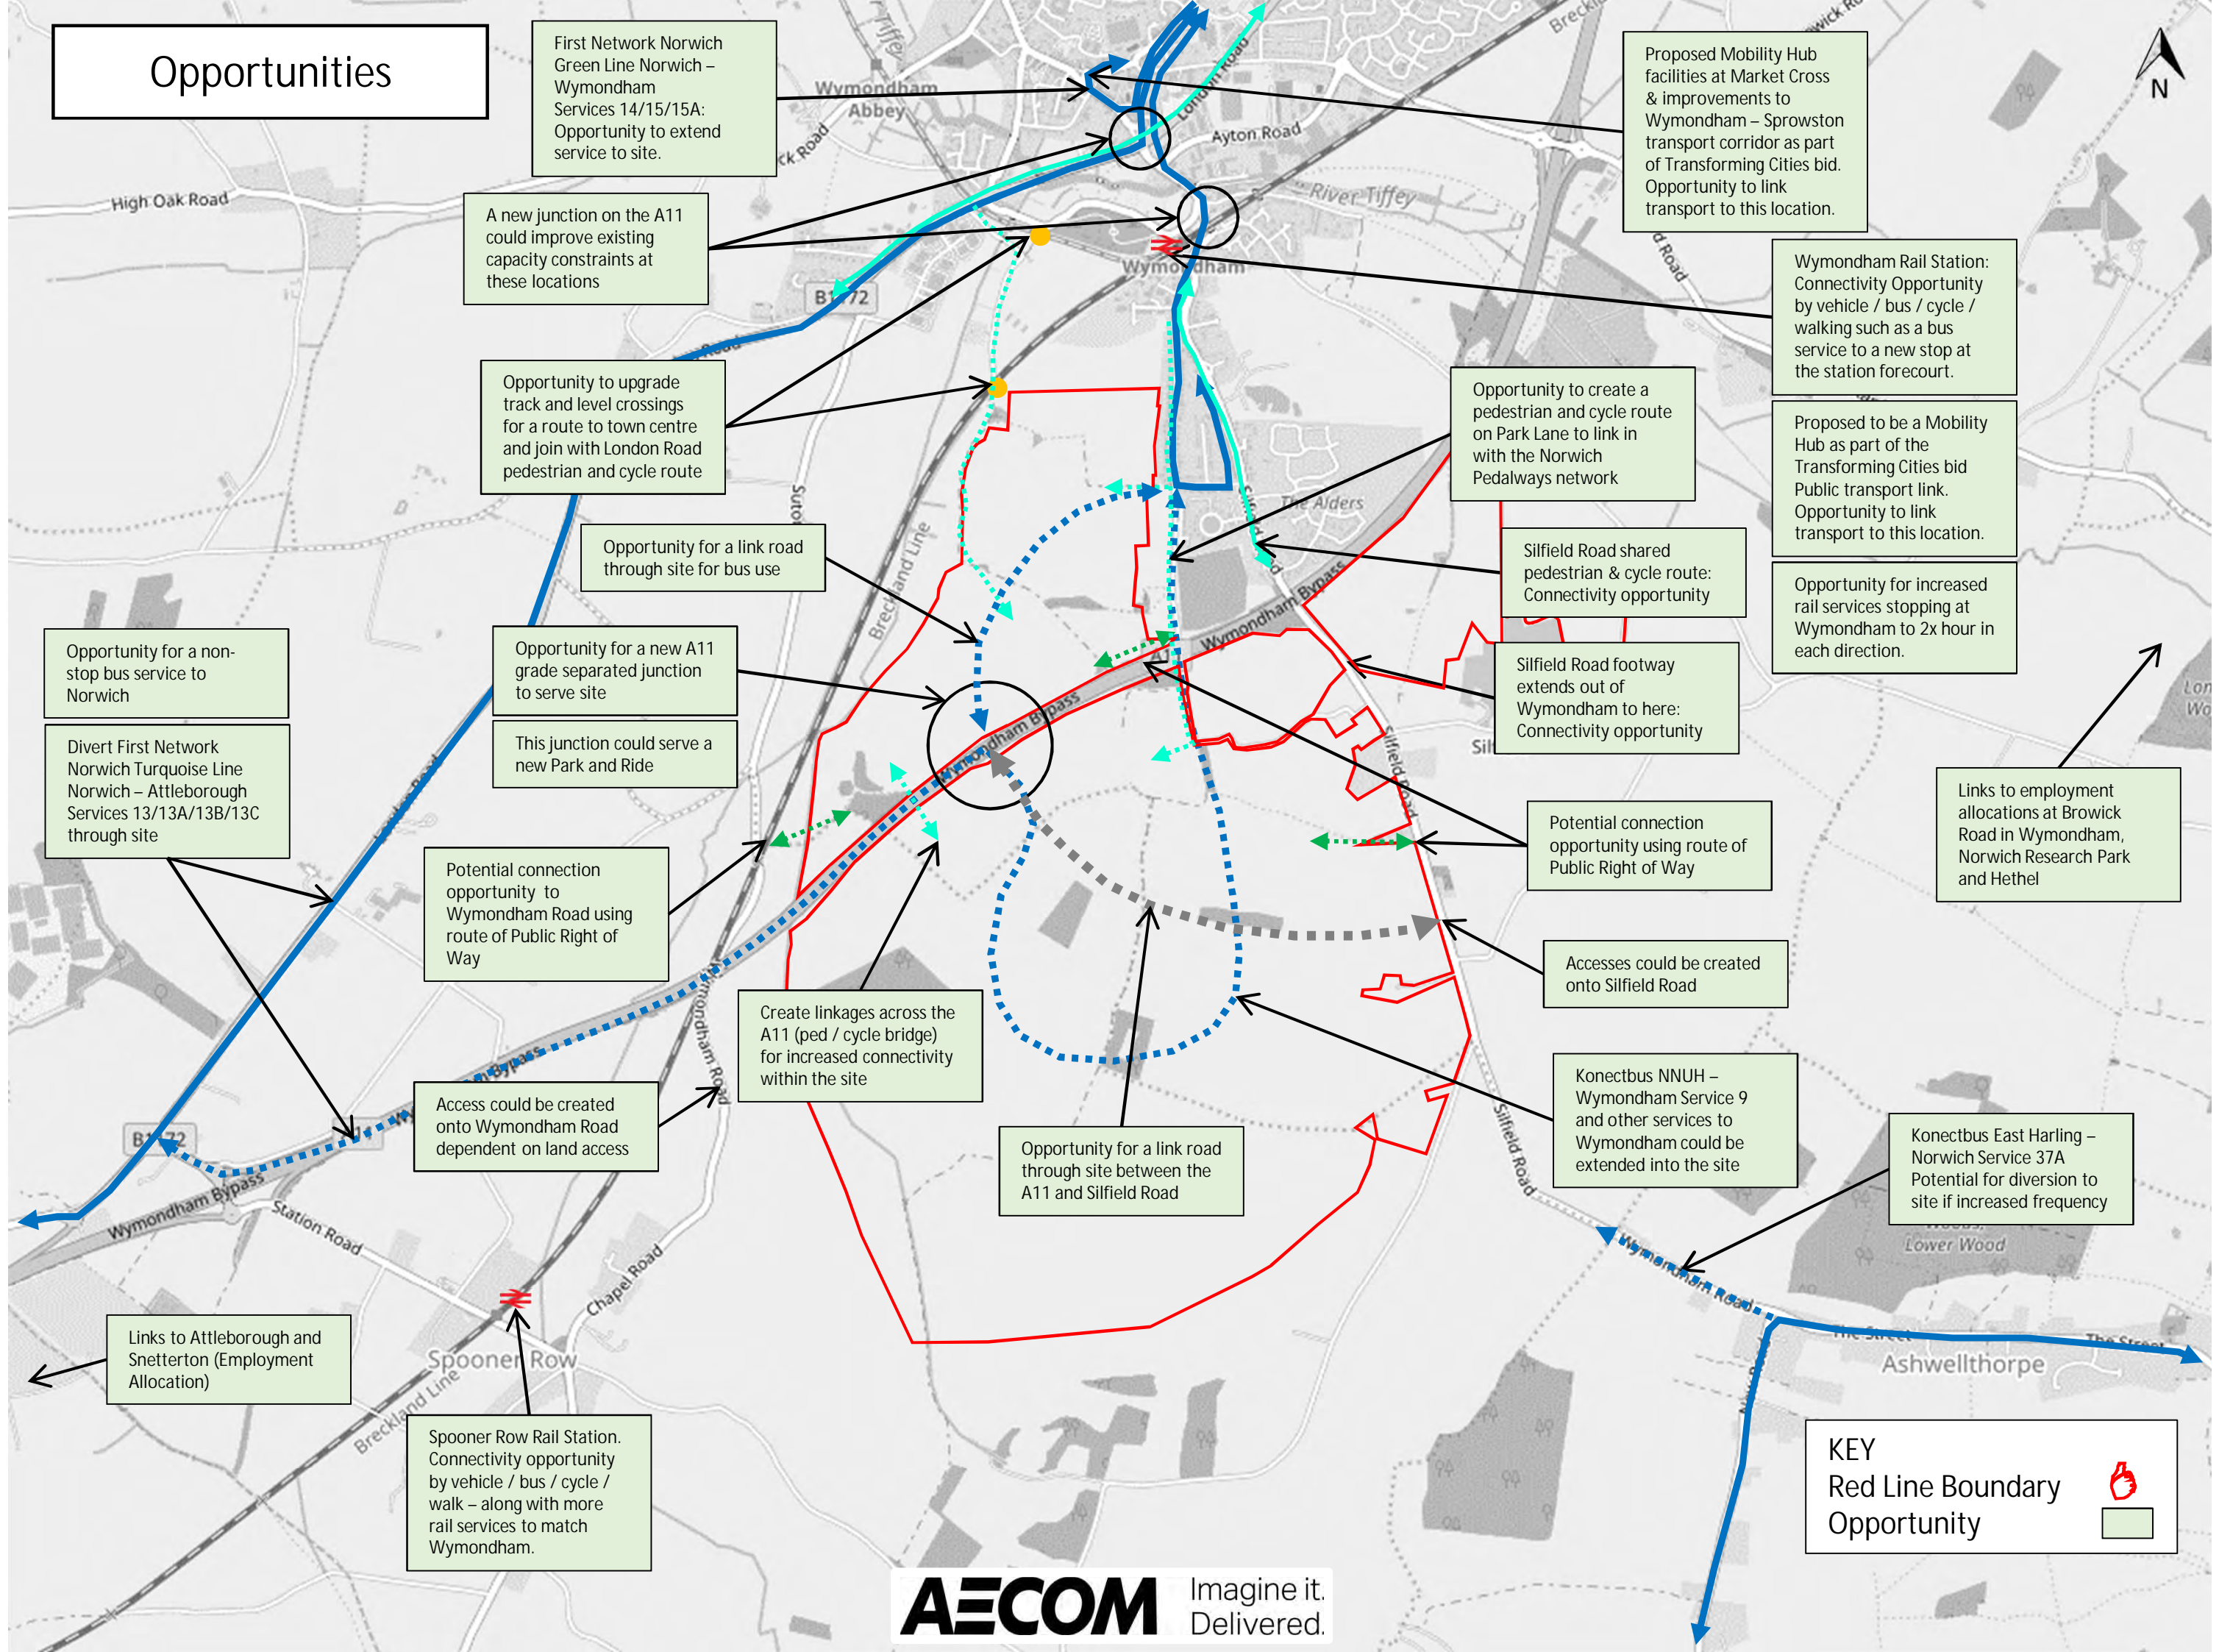 Opportunities
First Network Norwich
Green Line Norwich –
Wymondham
Services 14/15/15A:
Opportunity to extend
service to site.
Proposed Mobility Hub
facilities at Market Cross
& improvements to
Wymondham – Sprowston
transport corridor as part
of Transforming Cities bid.
Opportunity to link
transport to this location.
N
A new junction on the A11
could improve existing
capacity constraints at
these locations
Wymondham Rail Station:
Connectivity Opportunity
by vehicle / bus / cycle /
walking such as a bus
service to a new stop at
the station forecourt.
Opportunity to upgrade
track and level crossings
for a route to town centre
and join with London Road
pedestrian and cycle route
Opportunity to create a
pedestrian and cycle route
on Park Lane to link in
with the Norwich
Pedalways network
Proposed to be a Mobility
Hub as part of the
Transforming Cities bid
Public transport link.
Opportunity to link
transport to this location.
Opportunity for a link road
through site for bus use
Silfield Road shared
pedestrian & cycle route:
Connectivity opportunity
Opportunity for increased
rail services stopping at
Wymondham to 2x hour in
each direction.
Opportunity for a non-
stop bus service to
Norwich
Opportunity for a new A11
grade separated junction
to serve site
Silfield Road footway
extends out of
Wymondham to here:
Connectivity opportunity
Divert First Network
Norwich Turquoise Line
Norwich – Attleborough
Services 13/13A/13B/13C
through site
This junction could serve a
new Park and Ride
Links to employment
allocations at Browick
Road in Wymondham,
Norwich Research Park
and Hethel
Potential connection
opportunity to
Wymondham Road using
route of Public Right of
Way
Potential connection
opportunity using route of
Public Right of Way
Accesses could be created
onto Silfield Road
Create linkages across the
A11 (ped / cycle bridge)
for increased connectivity
within the site
Access could be created
onto Wymondham Road
dependent on land access
Opportunity for a link road
through site between the
A11 and Silfield Road
Konectbus NNUH –
Wymondham Service 9
and other services to
Wymondham could be
extended into the site
Konectbus East Harling –
Norwich Service 37A
Potential for diversion to
site if increased frequency
Links to Attleborough and
Snetterton (Employment
Allocation)
Spooner Row Rail Station.
Connectivity opportunity
by vehicle / bus / cycle /
walk – along with more
rail services to match
Wymondham.
KEY
Red Line Boundary
Opportunity
AECOM
Imagine it.
Delivered.
Wymondham
Abbey
London Road
Ayton Road
River Tiffey
High Oak Road
Wymondham
The Alders
Breckland Line
Wymondham Bypass
Wymondham Bypass
Silfield Road
Silfield Road
Wymondham Road
Wymondham Bypass
Station Road
Chapel Road
Spooner Row
Breckland Line
Wymondham Road
Lower Wood
The Street
The Street
Ashwellthorpe